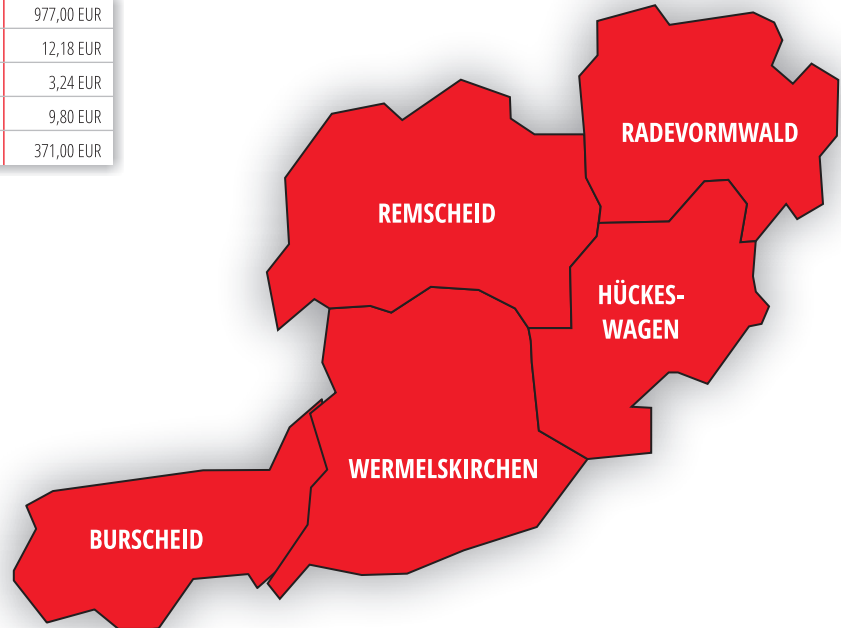 977,00 EUR
12,18 EUR
3,24 EUR
9,80 EUR
371,00 EUR
RADEVORMWALD
REMSCHEID
HÜCKES-
WAGEN
WERMELSKIRCHEN
BURSCHEID